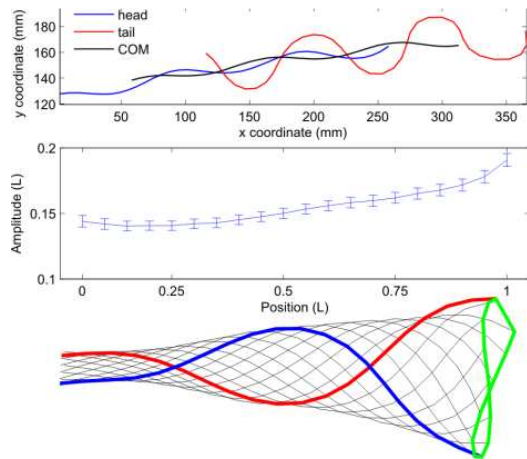 y coordinate (mm)
180
160
140
120
head
tail
COM
50
100
150
200
250
300
350
x coordinate (mm)
Amplitude (L)
0.2
0.15
0.1
0
0.25
0.5
0.75
1
Position (L)